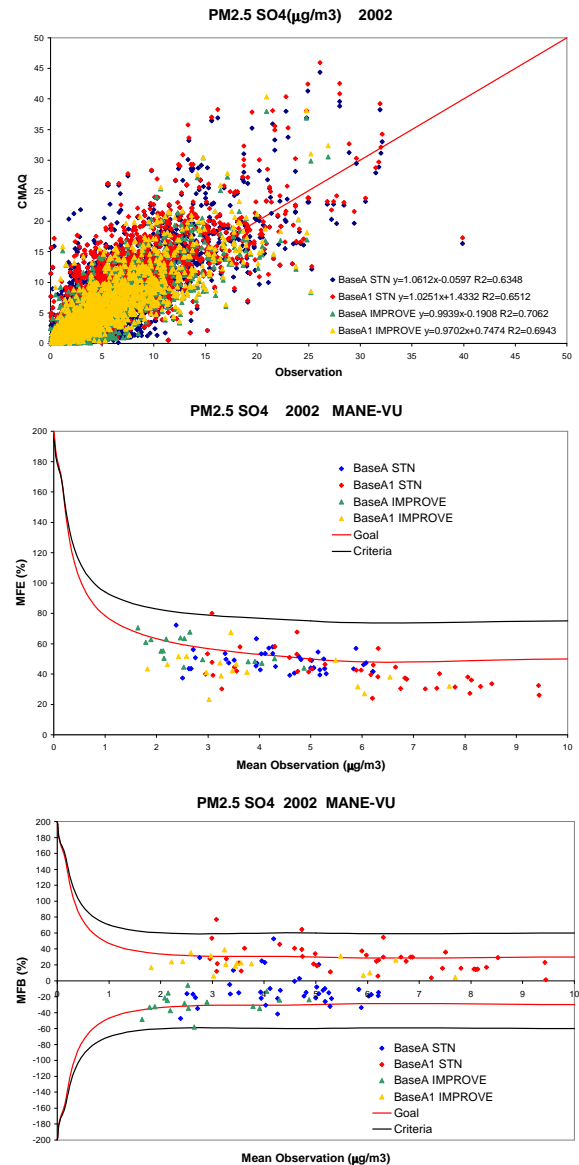 PM2.5 SO4(µg/m3) 2002
50
45
40
35
30
25
20
15
10
5
0
CMAQ
BaseA STN y=1.0612x-0.0597 R2=0.6348
BaseA1 STN y=1.0251x+1.4332 R2=0.6512
BaseA IMPROVE y=0.9939x-0.1908 R2=0.7062
BaseA1 IMPROVE y=0.9702x+0.7474 R2=0.6943
0 5 10 15 20 25 30 35 40 45 50
Observation
PM2.5 SO4 2002 MANE-VU
200
180
160
140
120
100
80
60
40
20
0
MFE (%)
BaseA STN
BaseA1 STN
BaseA IMPROVE
BaseA1 IMPROVE
Goal
Criteria
0 1 2 3 4 5 6 7 8 9 10
Mean Observation (µg/m3)
PM2.5 SO4 2002 MANE-VU
200
180
160
140
120
100
80
60
40
20
0
-20
-40
-60
-80
-100
-120
-140
-160
-180
-200
MFB (%)
0 1 2 3 4 5 6 7 8 9 10
BaseA STN
BaseA1 STN
BaseA IMPROVE
BaseA1 IMPROVE
Goal
Criteria
Mean Observation (µg/m3)